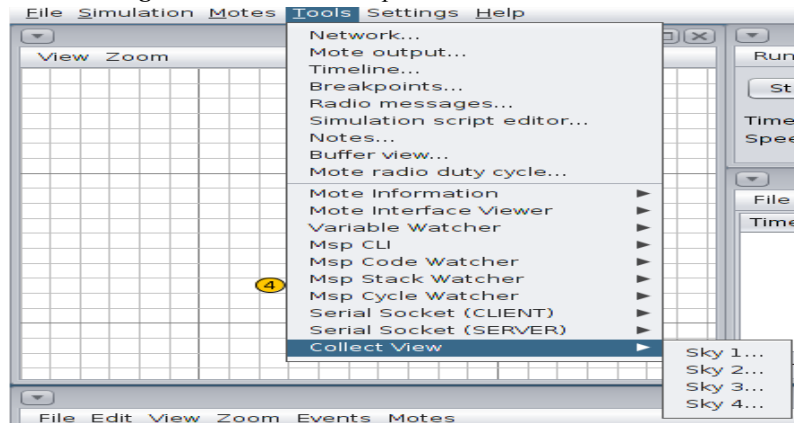 File Simulation Motes Tools Settings Help
View Zoom
Network...
Mote output...
Timeline...
Breakpoints...
Radio messages...
Simulation script editor...
Notes...
Buffer view...
Mote radio duty cycle...
Mote Information
Mote Interface Viewer
Variable Watcher
Msp CLI
Msp Code Watcher
Msp Stack Watcher
Msp Cycle Watcher
Serial Socket (CLIENT)
Serial Socket (SERVER)
Collect View
Sky 1...
Sky 2...
Sky 3...
Sky 4...
4
Run
St
Time
Spee
File
Time
File Edit View Zoom Events Motes